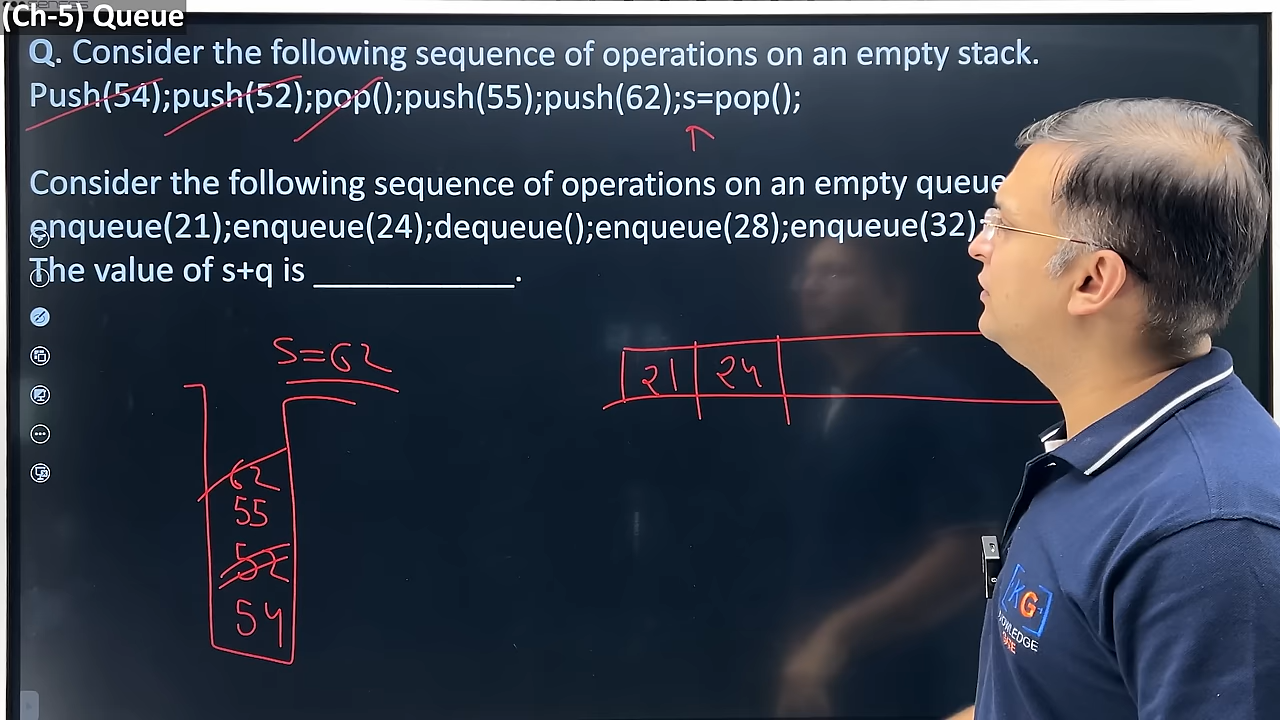 (Ch-5) Queue
Q. Consider the following sequence of operations on an empty stack.
Push(54);push(52);pop();push(55);push(62);s=pop();
Consider the following sequence of operations on an empty queue
enqueue(21);enqueue(24);dequeue();enqueue(28);enqueue(32);
The value of s+q is ____________.
S=62
21 24
62
55
52
54
KG
KNOWLEDGE
GATE